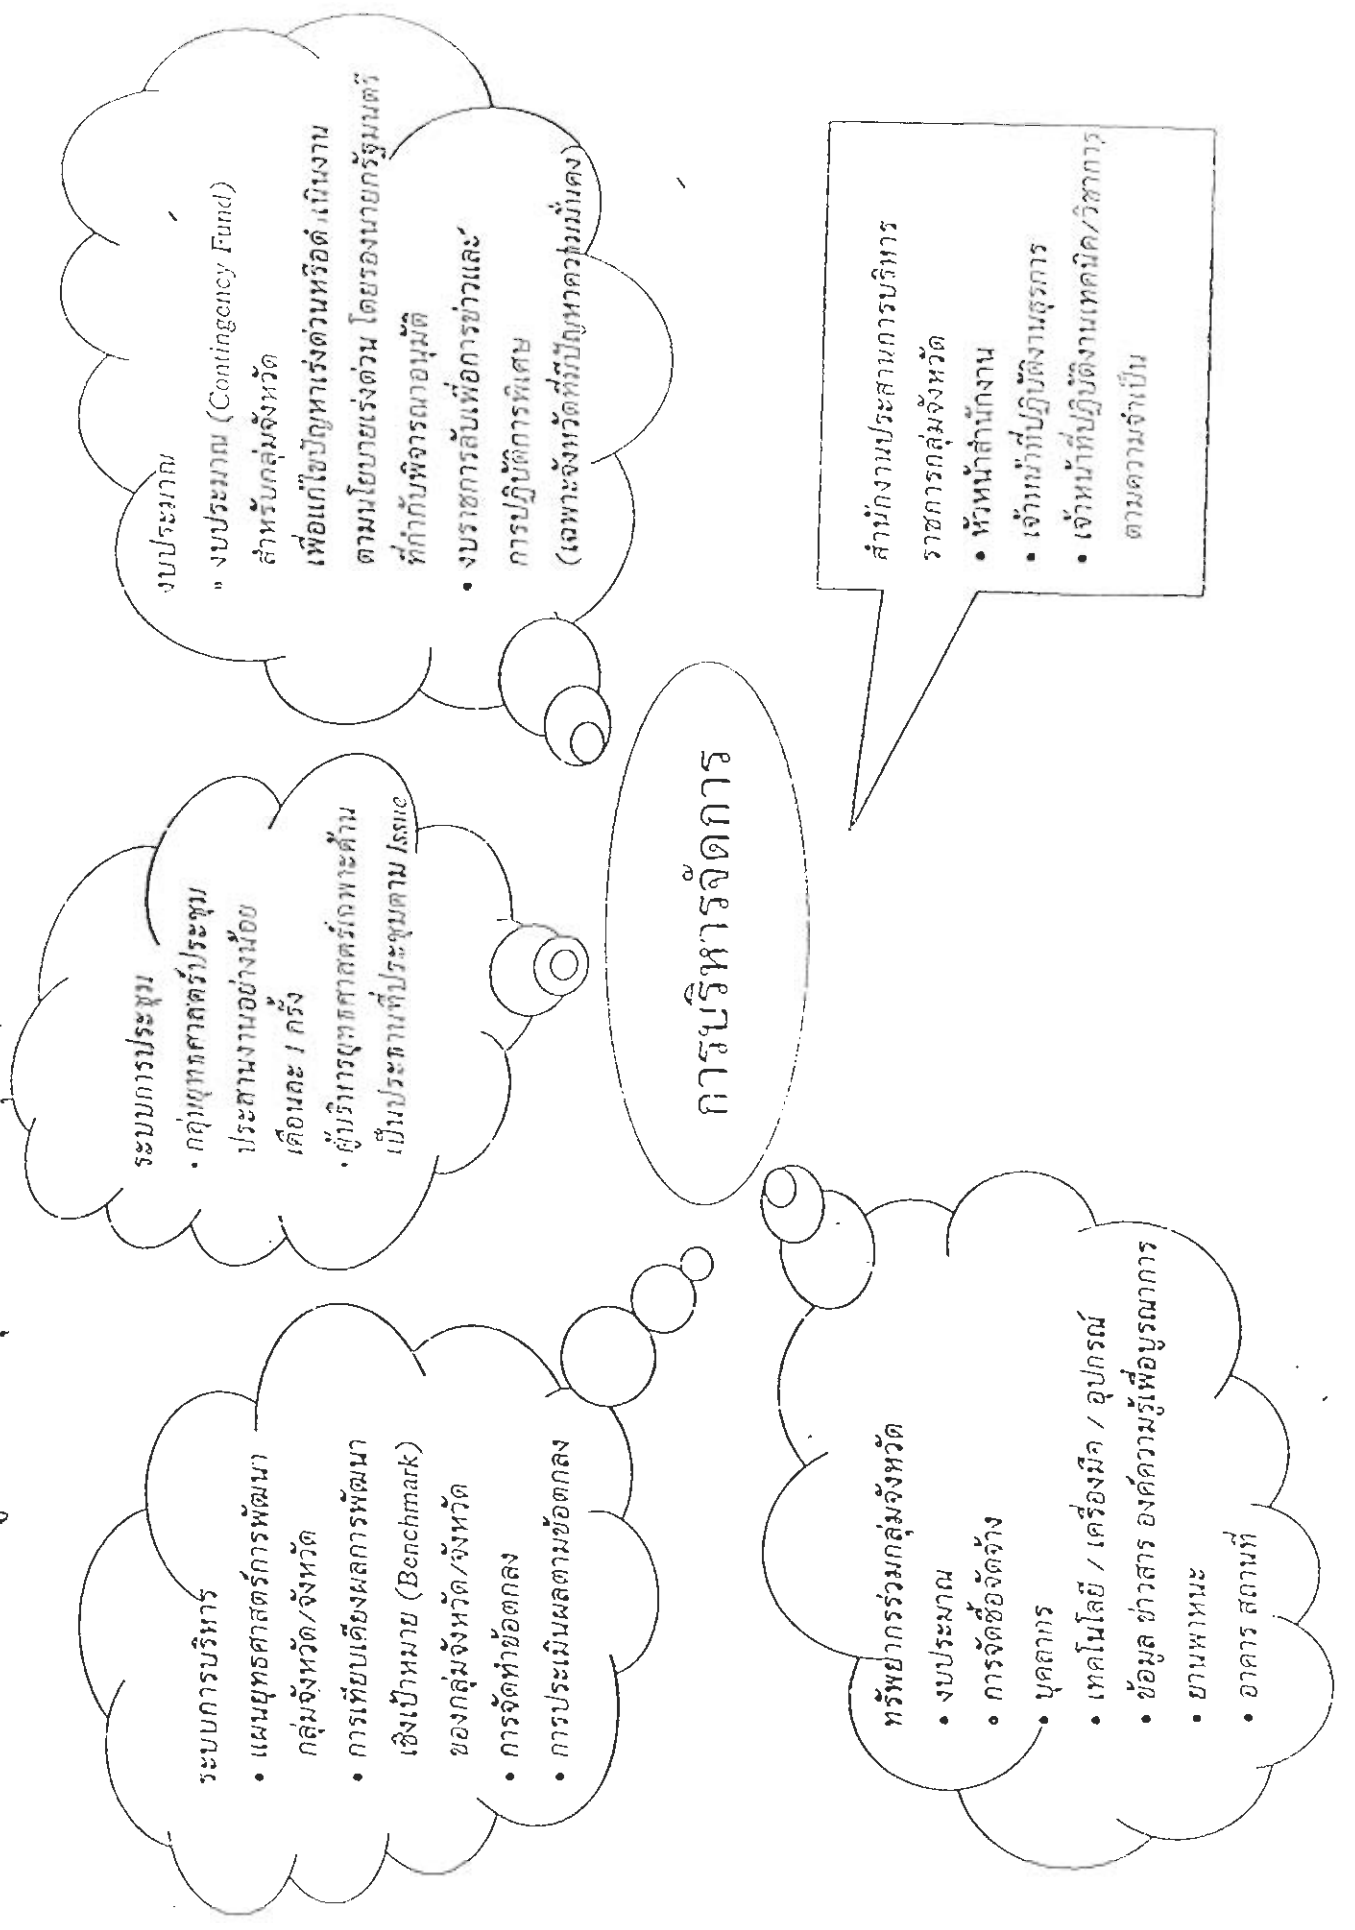 ระบบการบริหาร
• แผนยุทธศาสตร์การพัฒนา
กลุ่มจังหวัด/จังหวัด
• การเทียบเคียงผลการพัฒนา
เชิงเป้าหมาย (Benchmark)
ของกลุ่มจังหวัด/จังหวัด
• การจัดทำข้อตกลง
• การประเมินผลตามข้อตกลง
ระบบการประชุม
• กลุ่มยุทธศาสตร์ประชุม
ประสานงานอย่างน้อย
เดือนละ 1 ครั้ง
• ผู้บริหารยุทธศาสตร์เฉพาะด้าน
เป็นประธานที่ประชุมตาม Issue
งบประมาณ
" งบประมาณ (Contingency Fund)
สำหรับกลุ่มจังหวัด
เพื่อแก้ไขปัญหาเร่งด่วนหรือดำเนินงาน
ตามนโยบายเร่งด่วน โดยรองนายกรัฐมนตรี
ที่กำกับพิจารณาอนุมัติ
• งบราชการลับเพื่อการข่าวและ
การปฏิบัติการพิเศษ
(เฉพาะจังหวัดที่มีปัญหาความมั่นคง)
การบริหารจัดการ
ทรัพยากรร่วมกลุ่มจังหวัด
• งบประมาณ
• การจัดซื้อจัดจ้าง
• บุคลากร
• เทคโนโลยี / เครื่องมือ / อุปกรณ์
• ข้อมูล ข่าวสาร องค์ความรู้เพื่อบูรณาการ
• ยานพาหนะ
• อาคาร สถานที่
สำนักงานประสานการบริหาร
ราชการกลุ่มจังหวัด
• หัวหน้าสำนักงาน
• เจ้าหน้าที่ปฏิบัติงานธุรการ
• เจ้าหน้าที่ปฏิบัติงานเทคนิค/วิชาการ
ตามความจำเป็น